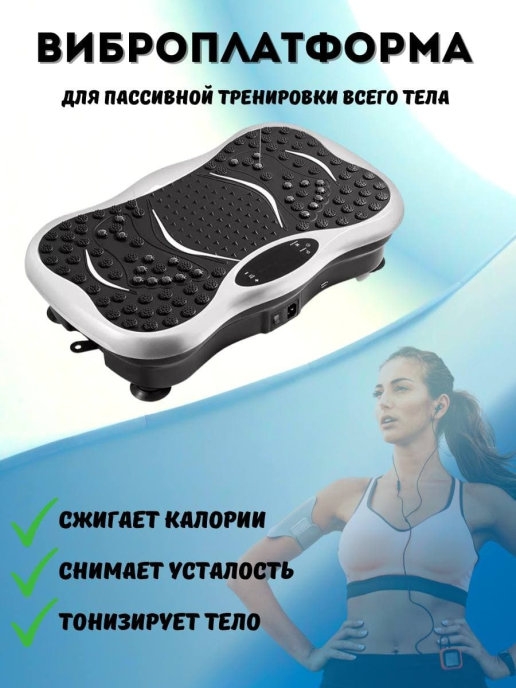 ВИБРОПЛАТФОРМА
ДЛЯ ПАССИВНОЙ ТРЕНИРОВКИ ВСЕГО ТЕЛА
СЖИГАЕТ КАЛОРИИ
СНИМАЕТ УСТАЛОСТЬ
ТОНИЗИРУЕТ ТЕЛО